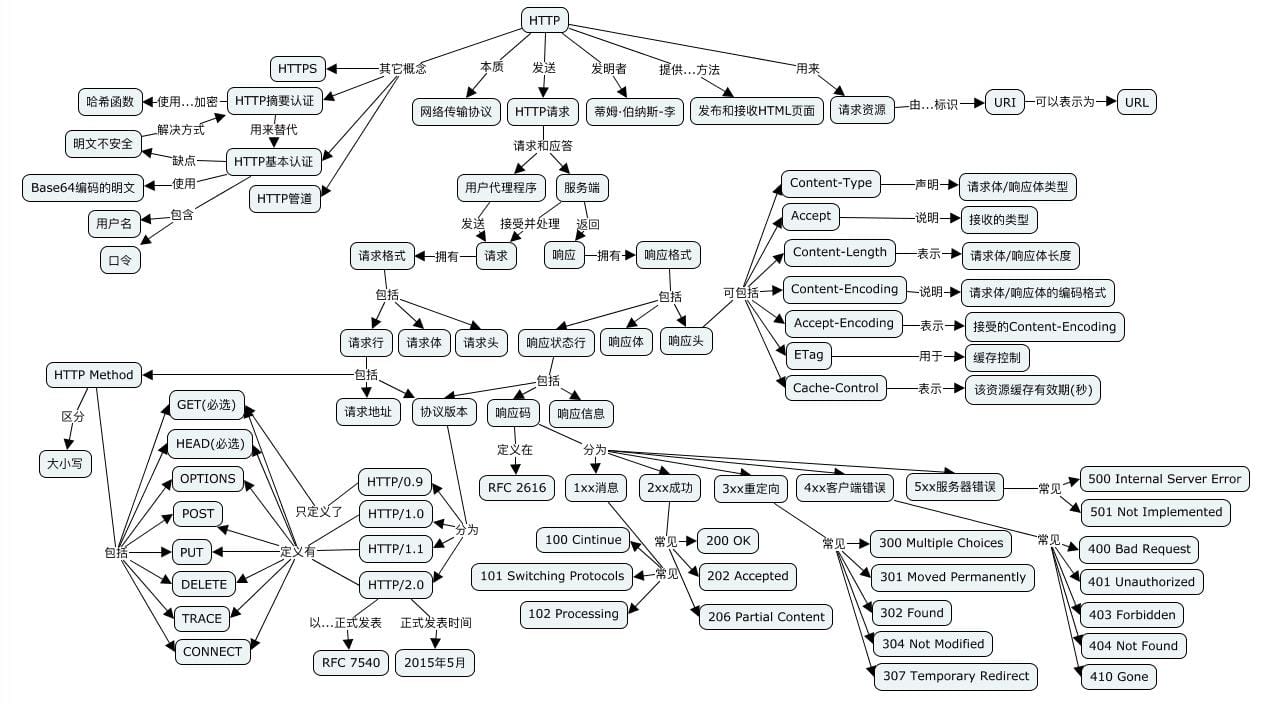 HTTP
其它概念
本质
发送
发明者
提供...方法
用来
HTTPS
HTTP摘要认证
使用...加密
哈希函数
网络传输协议
HTTP请求
蒂姆·伯纳斯-李
发布和接收HTML页面
请求资源
由...标识
URI
可以表示为
URL
解决方式
用来替代
明文不安全
缺点
HTTP基本认证
请求和应答
Base64编码的明文
使用
HTTP管道
用户代理程序
服务端
用户名
包含
口令
发送
接受并处理
返回
请求格式
拥有
请求
响应
拥有
响应格式
Content-Type
声明
请求体/响应体类型
Accept
说明
接收的类型
Content-Length
表示
请求体/响应体长度
可包括
Content-Encoding
说明
请求体/响应体的编码格式
Accept-Encoding
表示
接受的Content-Encoding
ETag
用于
缓存控制
Cache-Control
表示
该资源缓存有效期(秒)
包括
包括
请求行
请求体
请求头
响应状态行
响应体
响应头
HTTP Method
包括
包括
区分
大小写
请求地址
协议版本
响应码
响应信息
GET(必选)
HEAD(必选)
OPTIONS
POST
PUT
DELETE
TRACE
CONNECT
包括
只定义了
定义有
HTTP/0.9
HTTP/1.0
HTTP/1.1
HTTP/2.0
分为
以...正式发表
正式发表时间
RFC 7540
2015年5月
定义在
RFC 2616
分为
1xx消息
2xx成功
3xx重定向
4xx客户端错误
5xx服务器错误
常见
500 Internal Server Error
501 Not Implemented
常见
100 Cintinue
101 Switching Protocols
102 Processing
常见
200 OK
202 Accepted
206 Partial Content
常见
300 Multiple Choices
301 Moved Permanently
302 Found
304 Not Modified
307 Temporary Redirect
常见
400 Bad Request
401 Unauthorized
403 Forbidden
404 Not Found
410 Gone